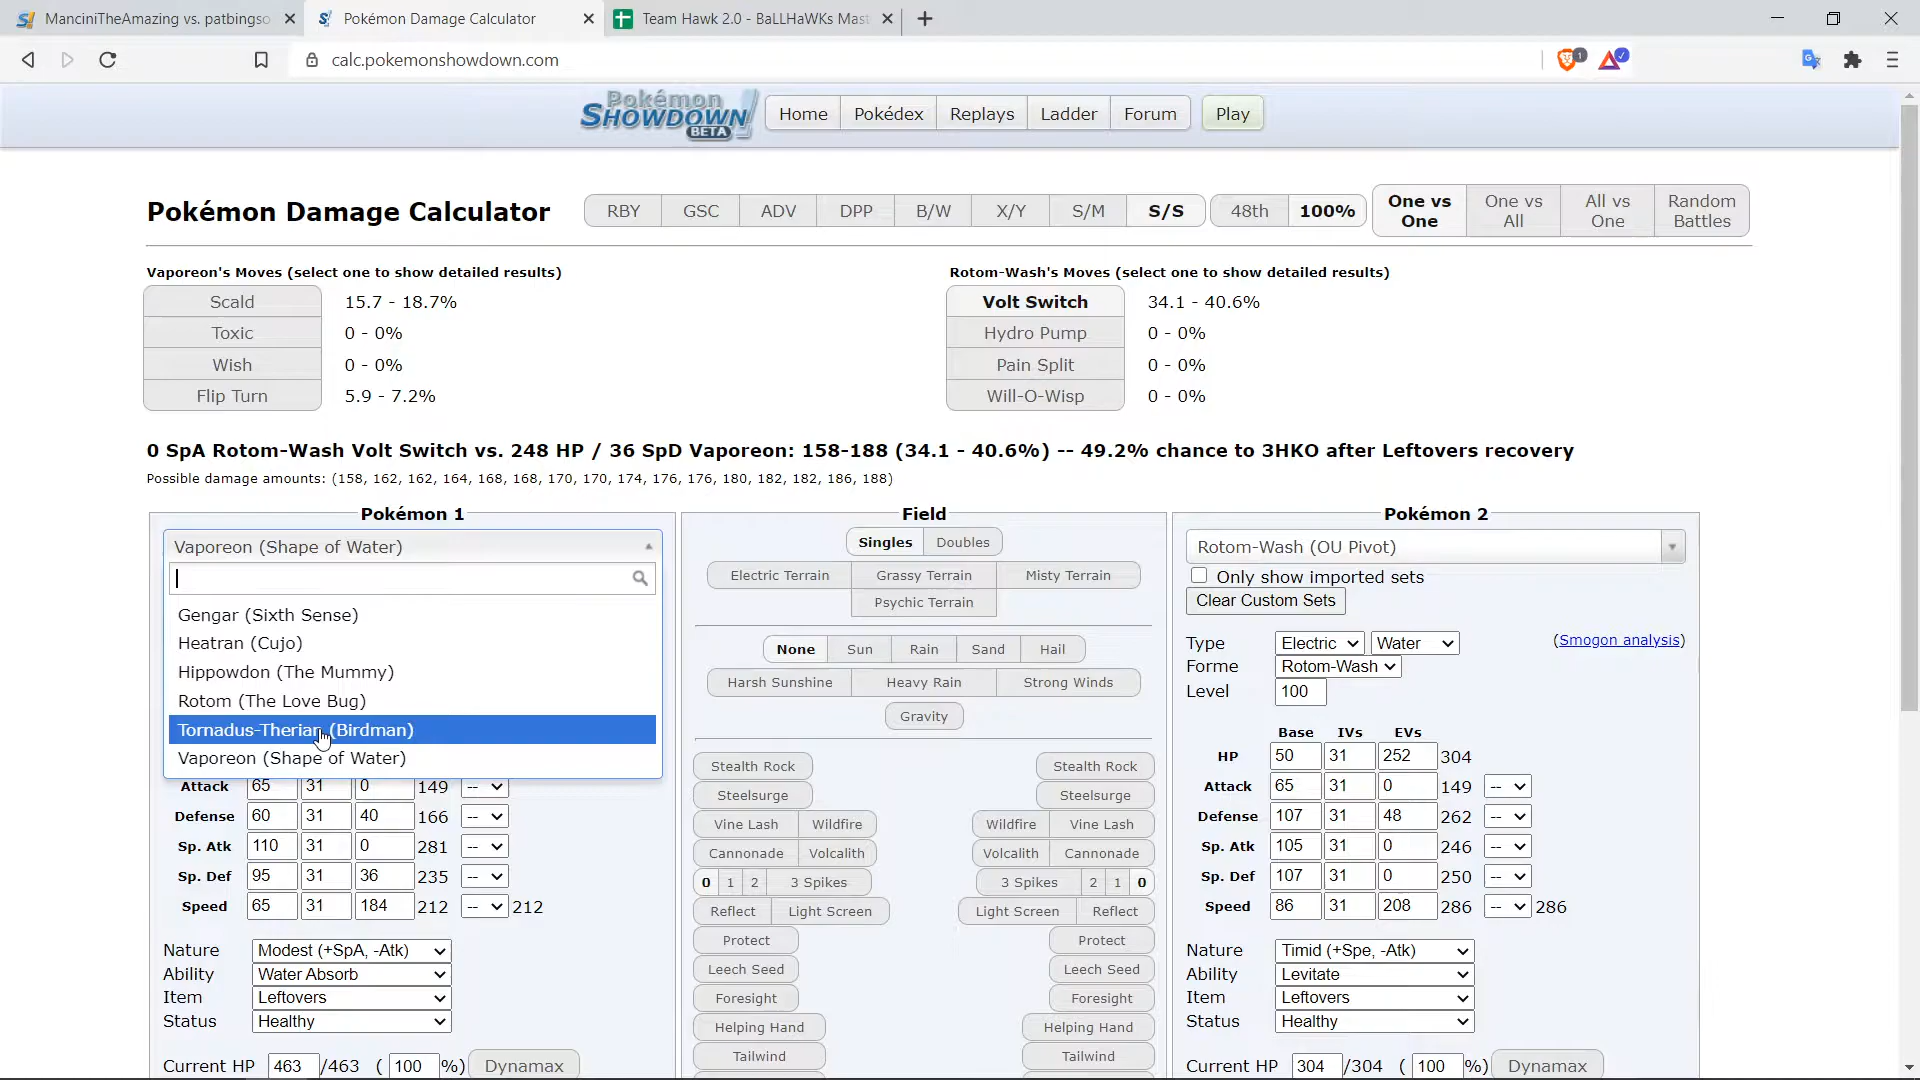 ManciniTheAmazing vs. patbingso
Pokémon Damage Calculator
Team Hawk 2.0 - BaLLHaWKs Mast
calc.pokemonshowdown.com
1
Pokémon
SHOWDOWN
BETA
Home
Pokédex
Replays
Ladder
Forum
Play
Pokémon Damage Calculator
RBY
GSC
ADV
DPP
B/W
X/Y
S/M
S/S
48th
100%
One vs
One
One vs
All
All vs
One
Random
Battles
Vaporeon's Moves (select one to show detailed results)
Scald 15.7 - 18.7%
Toxic 0 - 0%
Wish 0 - 0%
Flip Turn 5.9 - 7.2%
Rotom-Wash's Moves (select one to show detailed results)
Volt Switch 34.1 - 40.6%
Hydro Pump 0 - 0%
Pain Split 0 - 0%
Will-O-Wisp 0 - 0%
0 SpA Rotom-Wash Volt Switch vs. 248 HP / 36 SpD Vaporeon: 158-188 (34.1 - 40.6%) -- 49.2% chance to 3HKO after Leftovers recovery
Possible damage amounts: (158, 162, 162, 164, 168, 168, 170, 170, 174, 176, 176, 180, 182, 182, 186, 188)
Pokémon 1
Vaporeon (Shape of Water)
Gengar (Sixth Sense)
Heatran (Cujo)
Hippowdon (The Mummy)
Rotom (The Love Bug)
Tornadus-Therian (Birdman)
Vaporeon (Shape of Water)
Attack 65 31 0 149 --
Defense 60 31 40 166 --
Sp. Atk 110 31 0 281 --
Sp. Def 95 31 36 235 --
Speed 65 31 184 212 -- 212
Nature Modest (+SpA, -Atk)
Ability Water Absorb
Item Leftovers
Status Healthy
Current HP 463 /463 ( 100 %) Dynamax
Field
Singles Doubles
Electric Terrain Grassy Terrain Misty Terrain
Psychic Terrain
None Sun Rain Sand Hail
Harsh Sunshine Heavy Rain Strong Winds
Gravity
Stealth Rock Stealth Rock
Steelsurge Steelsurge
Vine Lash Wildfire Wildfire Vine Lash
Cannonade Volcalith Volcalith Cannonade
0 1 2 3 Spikes 3 Spikes 2 1 0
Reflect Light Screen Light Screen Reflect
Protect Protect
Leech Seed Leech Seed
Foresight Foresight
Helping Hand Helping Hand
Tailwind Tailwind
Pokémon 2
Rotom-Wash (OU Pivot)
Only show imported sets
Clear Custom Sets
Type Electric Water (Smogon analysis)
Forme Rotom-Wash
Level 100
Base IVs EVs
HP 50 31 252 304
Attack 65 31 0 149 --
Defense 107 31 48 262 --
Sp. Atk 105 31 0 246 --
Sp. Def 107 31 0 250 --
Speed 86 31 208 286 -- 286
Nature Timid (+Spe, -Atk)
Ability Levitate
Item Leftovers
Status Healthy
Current HP 304 /304 ( 100 %) Dynamax